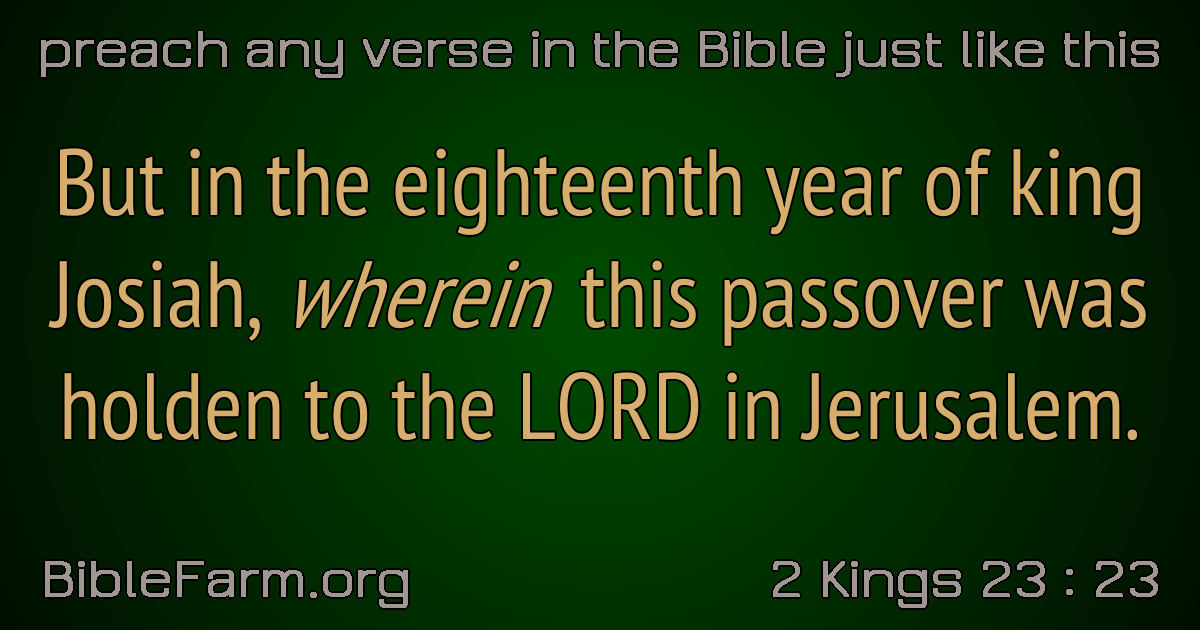 preach any verse in the Bible just like this
But in the eighteenth year of king
Josiah, wherein this passover was
holden to the LORD in Jerusalem.
BibleFarm.org
2 Kings 23 : 23